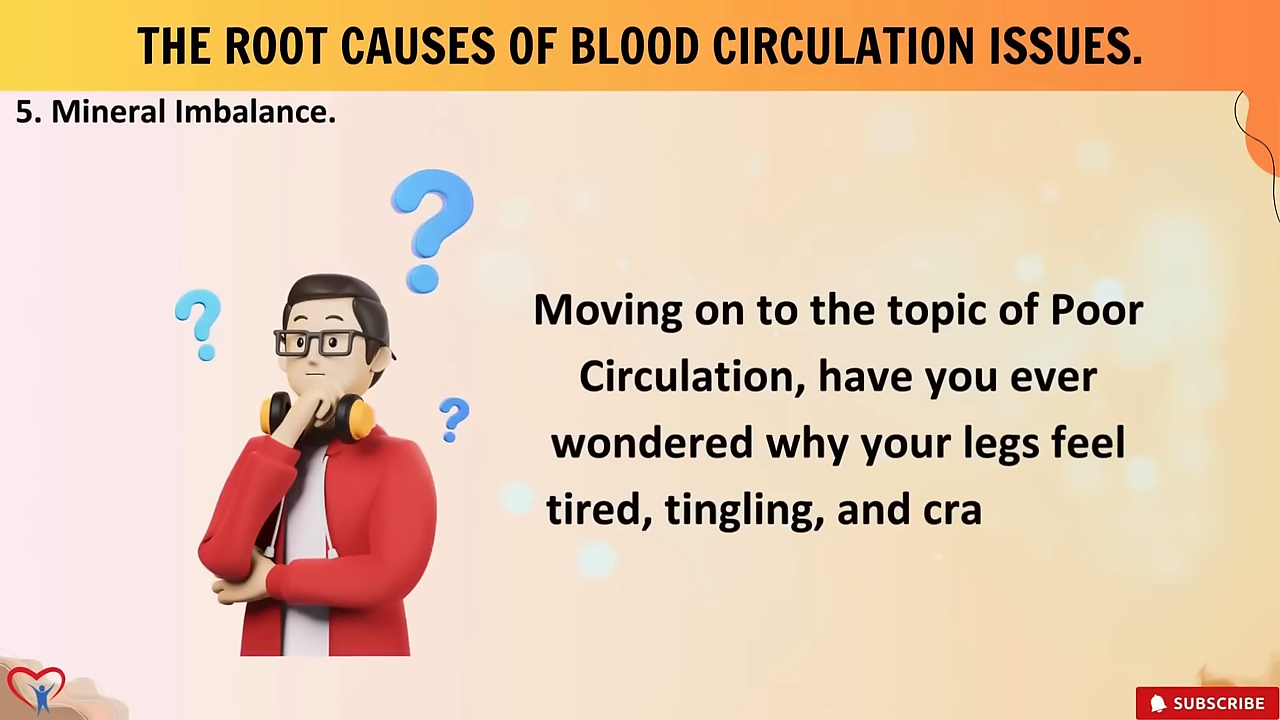 THE ROOT CAUSES OF BLOOD CIRCULATION ISSUES.
5. Mineral Imbalance.
Moving on to the topic of Poor
Circulation, have you ever
wondered why your legs feel
tired, tingling, and cra
SUBSCRIBE